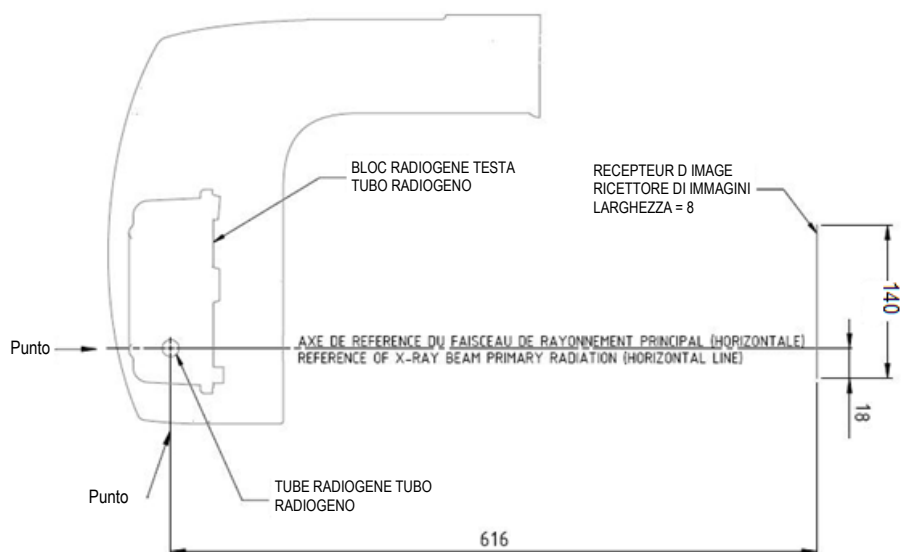 BLOC RADIOGENE TESTA
TUBO RADIOGENO
RECEPTEUR D IMAGE
RICETTORE DI IMMAGINI
LARGHEZZA = 8
140
Punto
AXE DE REFERENCE DU FAISCEAU DE RAYONNEMENT PRINCIPAL (HORIZONTALE)
REFERENCE OF X-RAY BEAM PRIMARY RADIATION (HORIZONTAL LINE)
18
Punto
TUBE RADIOGENE TUBO
RADIOGENO
616